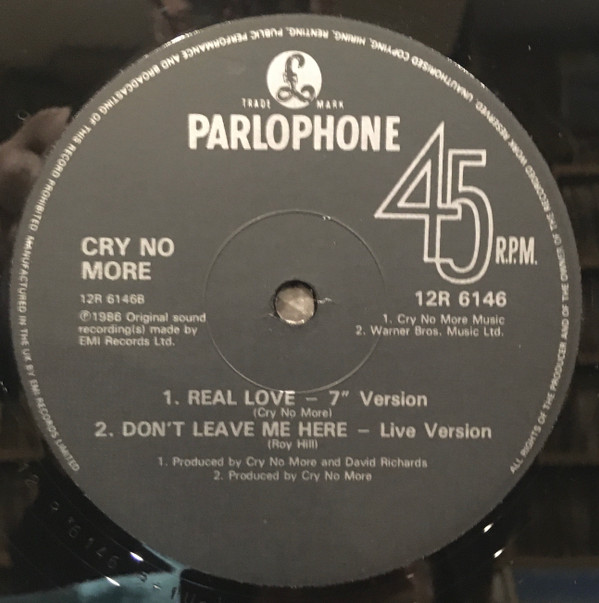 MANUFACTURED IN THE UK BY EMI RECORDS LIMITED
ALL RIGHTS OF THE PRODUCER AND OF THE OWNER OF THE RECORDED WORK RESERVED. UNAUTHORISED COPYING, HIRING, RENTING, PUBLIC PERFORMANCE AND BROADCASTING OF THIS RECORD PROHIBITED
£
TRADE MARK
PARLOPHONE
45
R.P.M.
CRY NO
MORE
12R 6146B
℗1986 Original sound
recording(s) made by
EMI Records Ltd.
12R 6146
1. Cry No More Music
2. Warner Bros. Music Ltd.
1. REAL LOVE – 7" Version
(Cry No More)
2. DON'T LEAVE ME HERE – Live Version
(Roy Hill)
1. Produced by Cry No More and David Richards
2. Produced by Cry No More